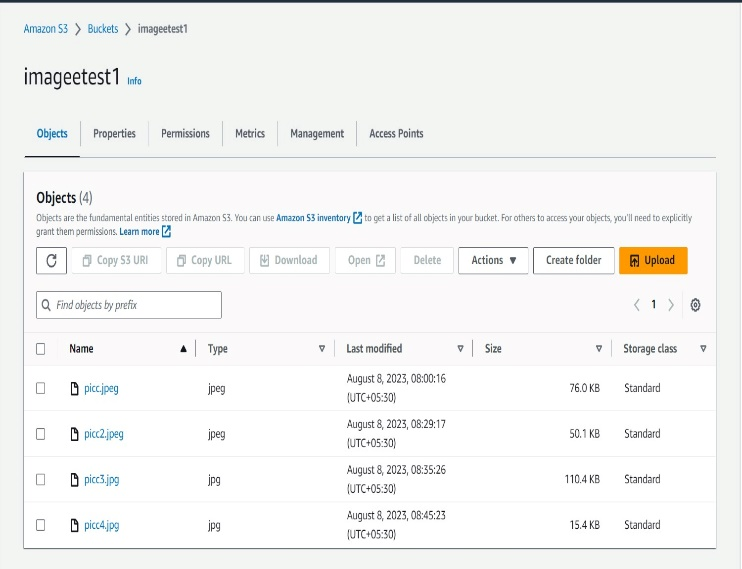 Amazon S3 > Buckets > imageetest1
imageetest1 Info
Objects Properties Permissions Metrics Management Access Points
Objects (4)
Objects are the fundamental entities stored in Amazon S3. You can use Amazon S3 inventory to get a list of all objects in your bucket. For others to access your objects, you'll need to explicitly
grant them permissions. Learn more
Copy S3 URI Copy URL Download Open Delete Actions Create folder Upload
Find objects by prefix 1
Name Type Last modified Size Storage class
picc.jpeg jpeg August 8, 2023, 08:00:16 76.0 KB Standard
(UTC+05:30)
picc2.jpeg jpeg August 8, 2023, 08:29:17 50.1 KB Standard
(UTC+05:30)
picc3.jpg jpg August 8, 2023, 08:35:26 110.4 KB Standard
(UTC+05:30)
picc4.jpg jpg August 8, 2023, 08:45:23 15.4 KB Standard
(UTC+05:30)